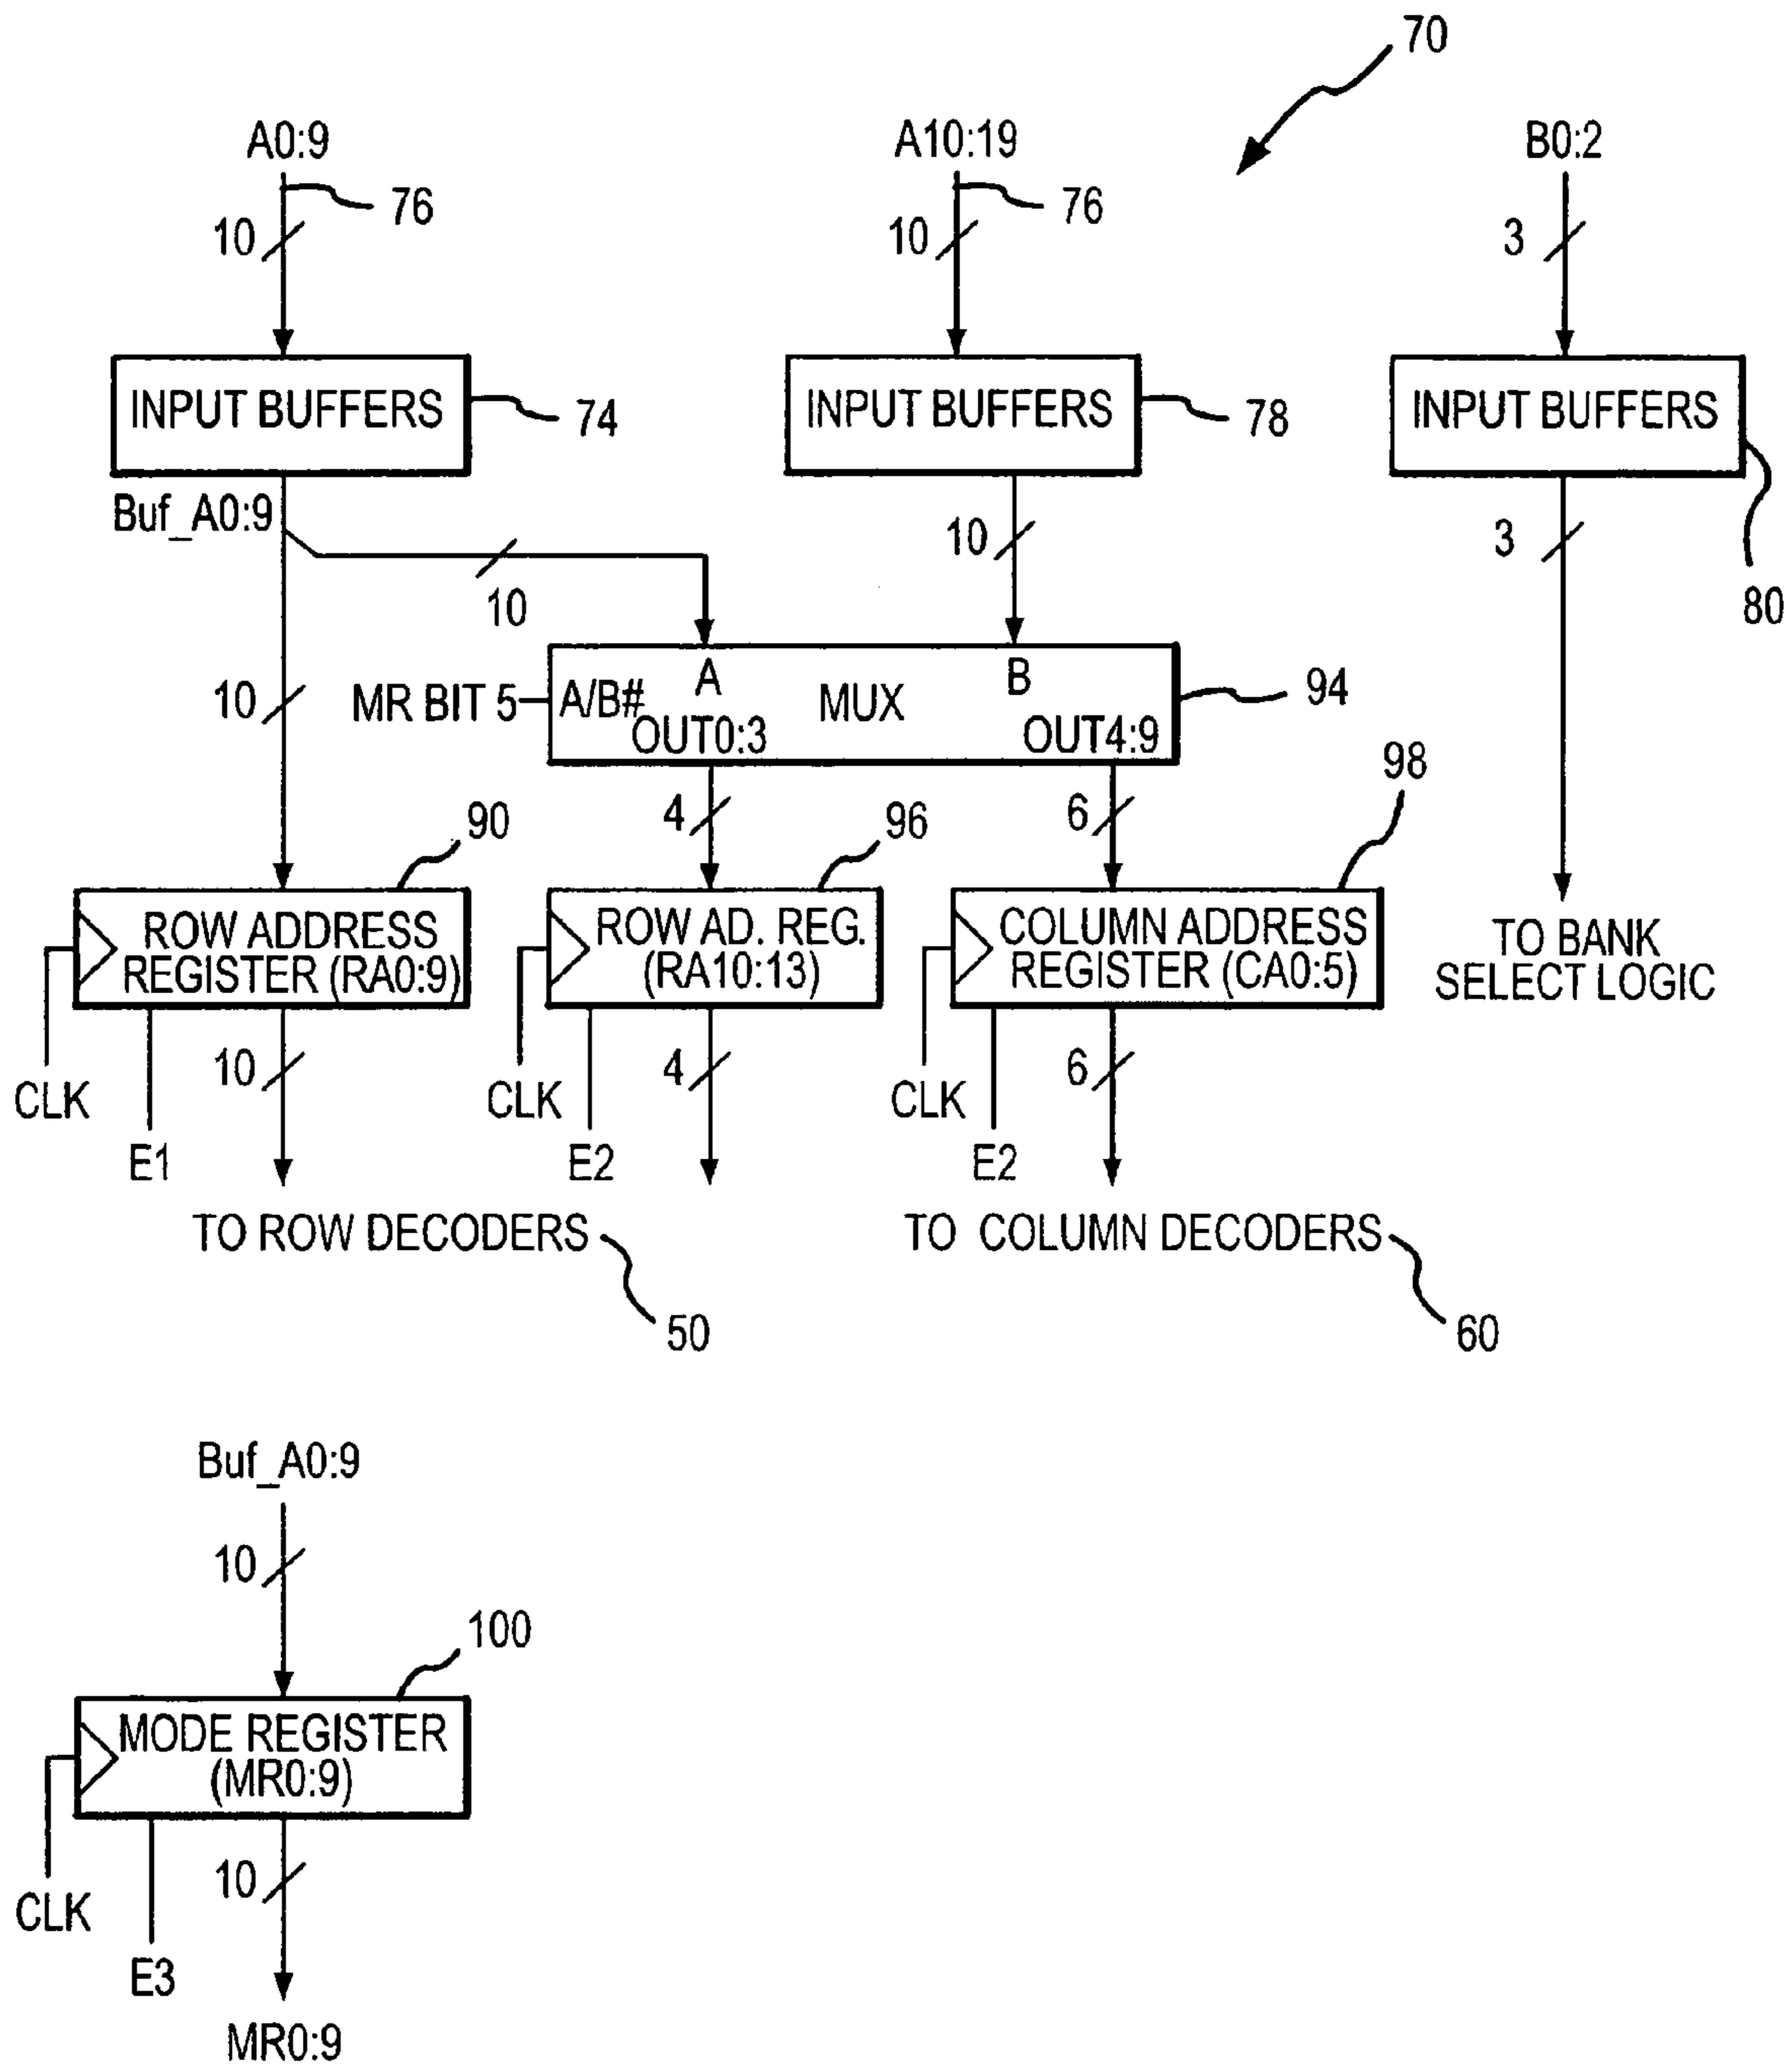 70
A0:9
A10:19
B0:2
76
76
10
10
3
INPUT BUFFERS
INPUT BUFFERS
INPUT BUFFERS
74
78
80
Buf_A0:9
10
10
3
10
MR BIT 5
A/B#
A
MUX
B
OUT0:3
OUT4:9
94
4
6
90
96
98
ROW ADDRESS
REGISTER (RA0:9)
ROW AD. REG.
(RA10:13)
COLUMN ADDRESS
REGISTER (CA0:5)
TO BANK
SELECT LOGIC
CLK
E1
10
CLK
E2
4
CLK
E2
6
TO ROW DECODERS
50
TO COLUMN DECODERS
60
Buf_A0:9
10
100
MODE REGISTER
(MR0:9)
CLK
E3
10
MR0:9